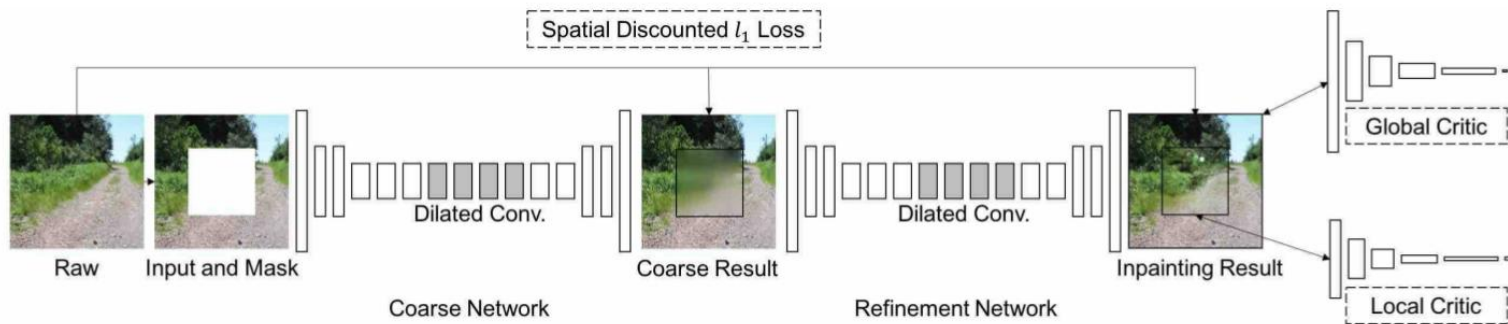 Spatial Discounted l₁ Loss
Global Critic
Dilated Conv.
Dilated Conv.
Raw
Input and Mask
Coarse Result
Inpainting Result
Coarse Network
Refinement Network
Local Critic